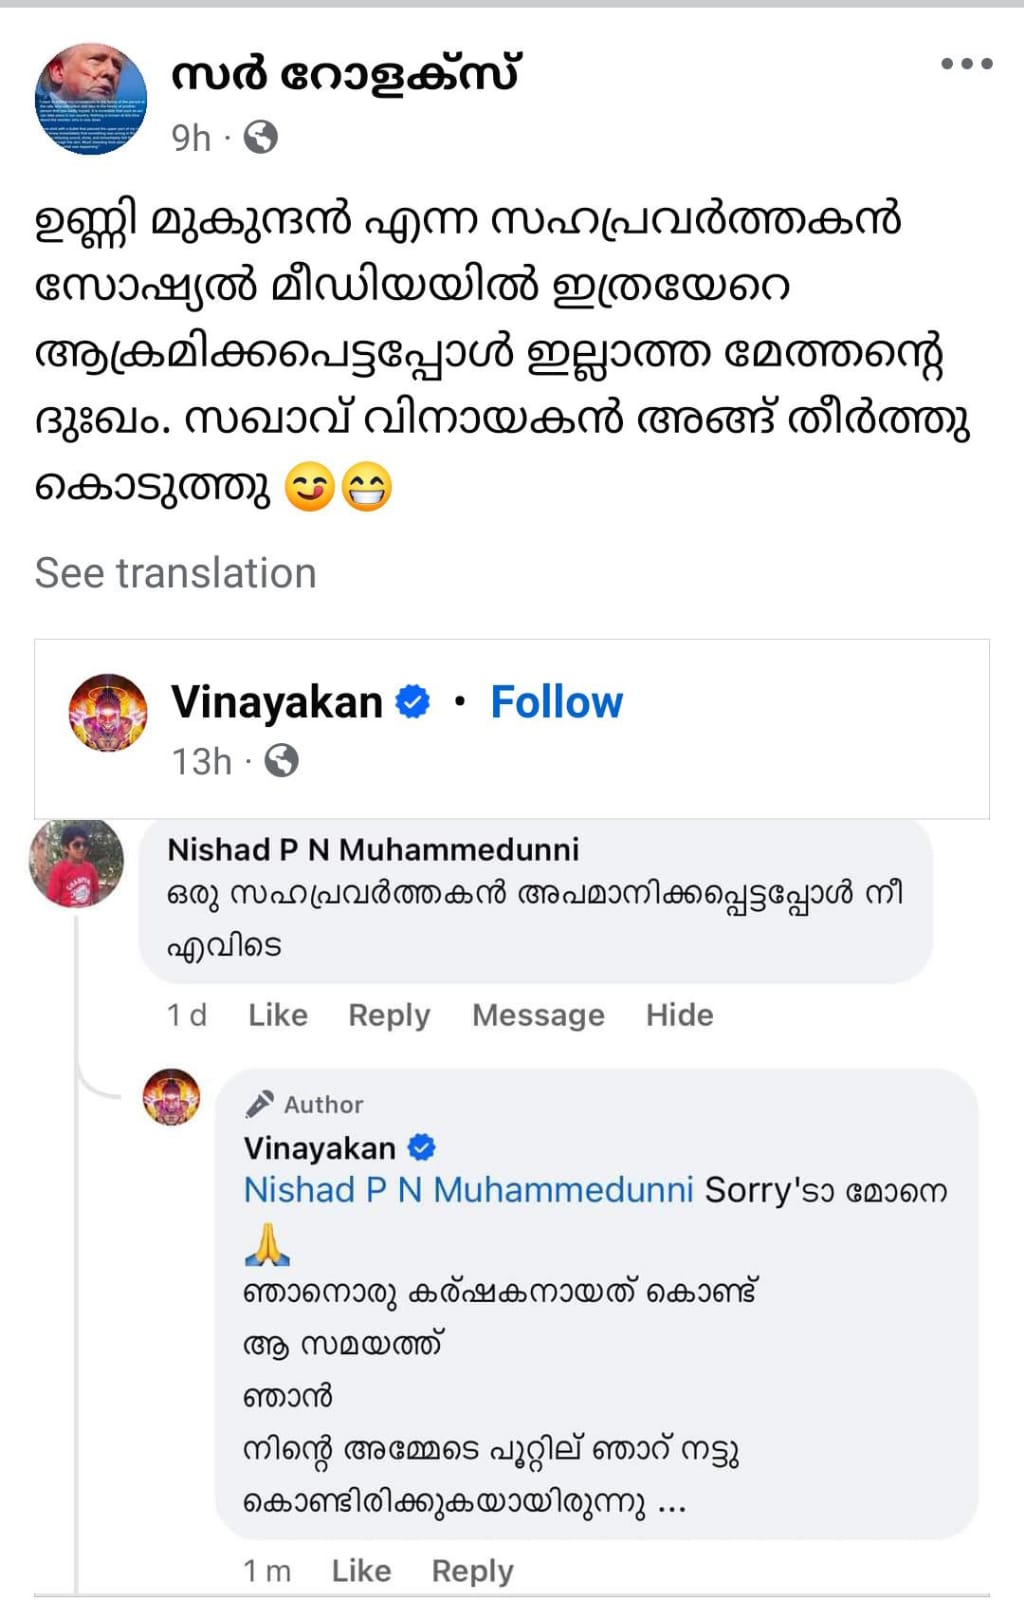 സർ റോളക്സ്
9h ·
ഉണ്ണി മുകുന്ദൻ എന്ന സഹപ്രവർത്തകൻ
സോഷ്യൽ മീഡിയയിൽ ഇത്രയേറെ
ആക്രമിക്കപെട്ടപ്പോൾ ഇല്ലാത്ത മേത്തന്റെ
ദുഃഖം. സഖാവ് വിനായകൻ അങ്ങ് തീർത്തു
കൊടുത്തു 😋😁
See translation
Vinayakan · Follow
13h ·
Nishad P N Muhammedunni
ഒരു സഹപ്രവർത്തകൻ അപമാനിക്കപ്പെട്ടപ്പോൾ നീ
എവിടെ
1 d Like Reply Message Hide
Author
Vinayakan
Nishad P N Muhammedunni Sorry'ടാ മോനെ
🙏
ഞാനൊരു കര്ഷകനായത് കൊണ്ട്
ആ സമയത്ത്
ഞാൻ
നിന്റെ അമ്മേടെ പൂറ്റില് ഞാറ് നട്ടു
കൊണ്ടിരിക്കുകയായിരുന്നു ...
1 m Like Reply